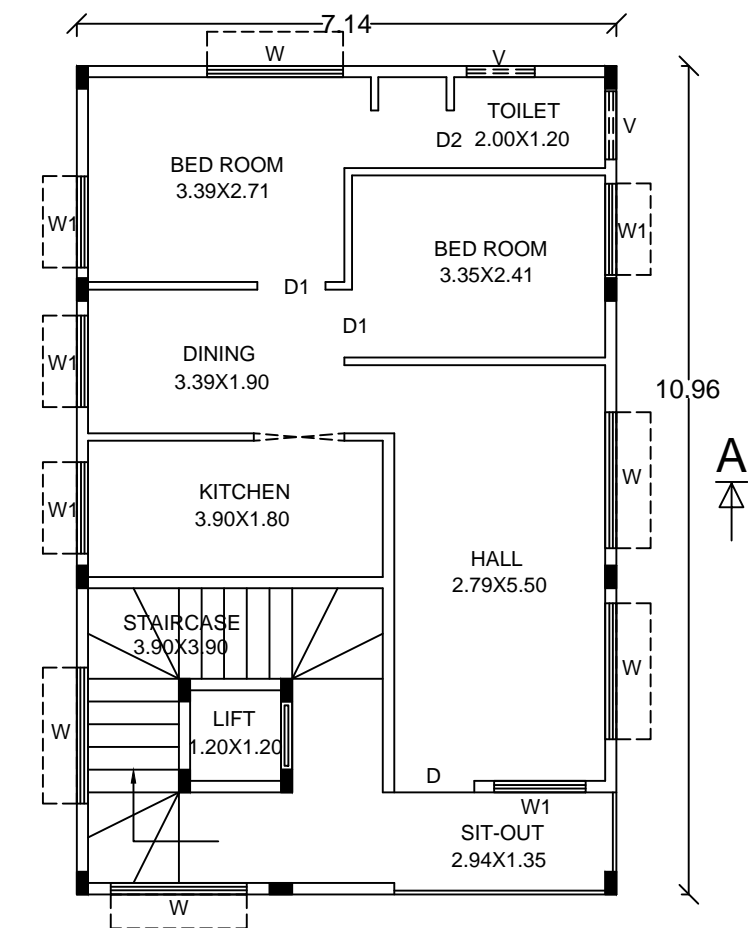 7.14
W
V
TOILET
2.00X1.20
D2
V
BED ROOM
3.39X2.71
W1
W1
BED ROOM
3.35X2.41
D1
D1
DINING
3.39X1.90
W1
10.96
A
KITCHEN
3.90X1.80
W1
W
HALL
2.79X5.50
STAIRCASE
3.90X3.90
W
LIFT
1.20X1.20
W
D
W1
SIT-OUT
2.94X1.35
W